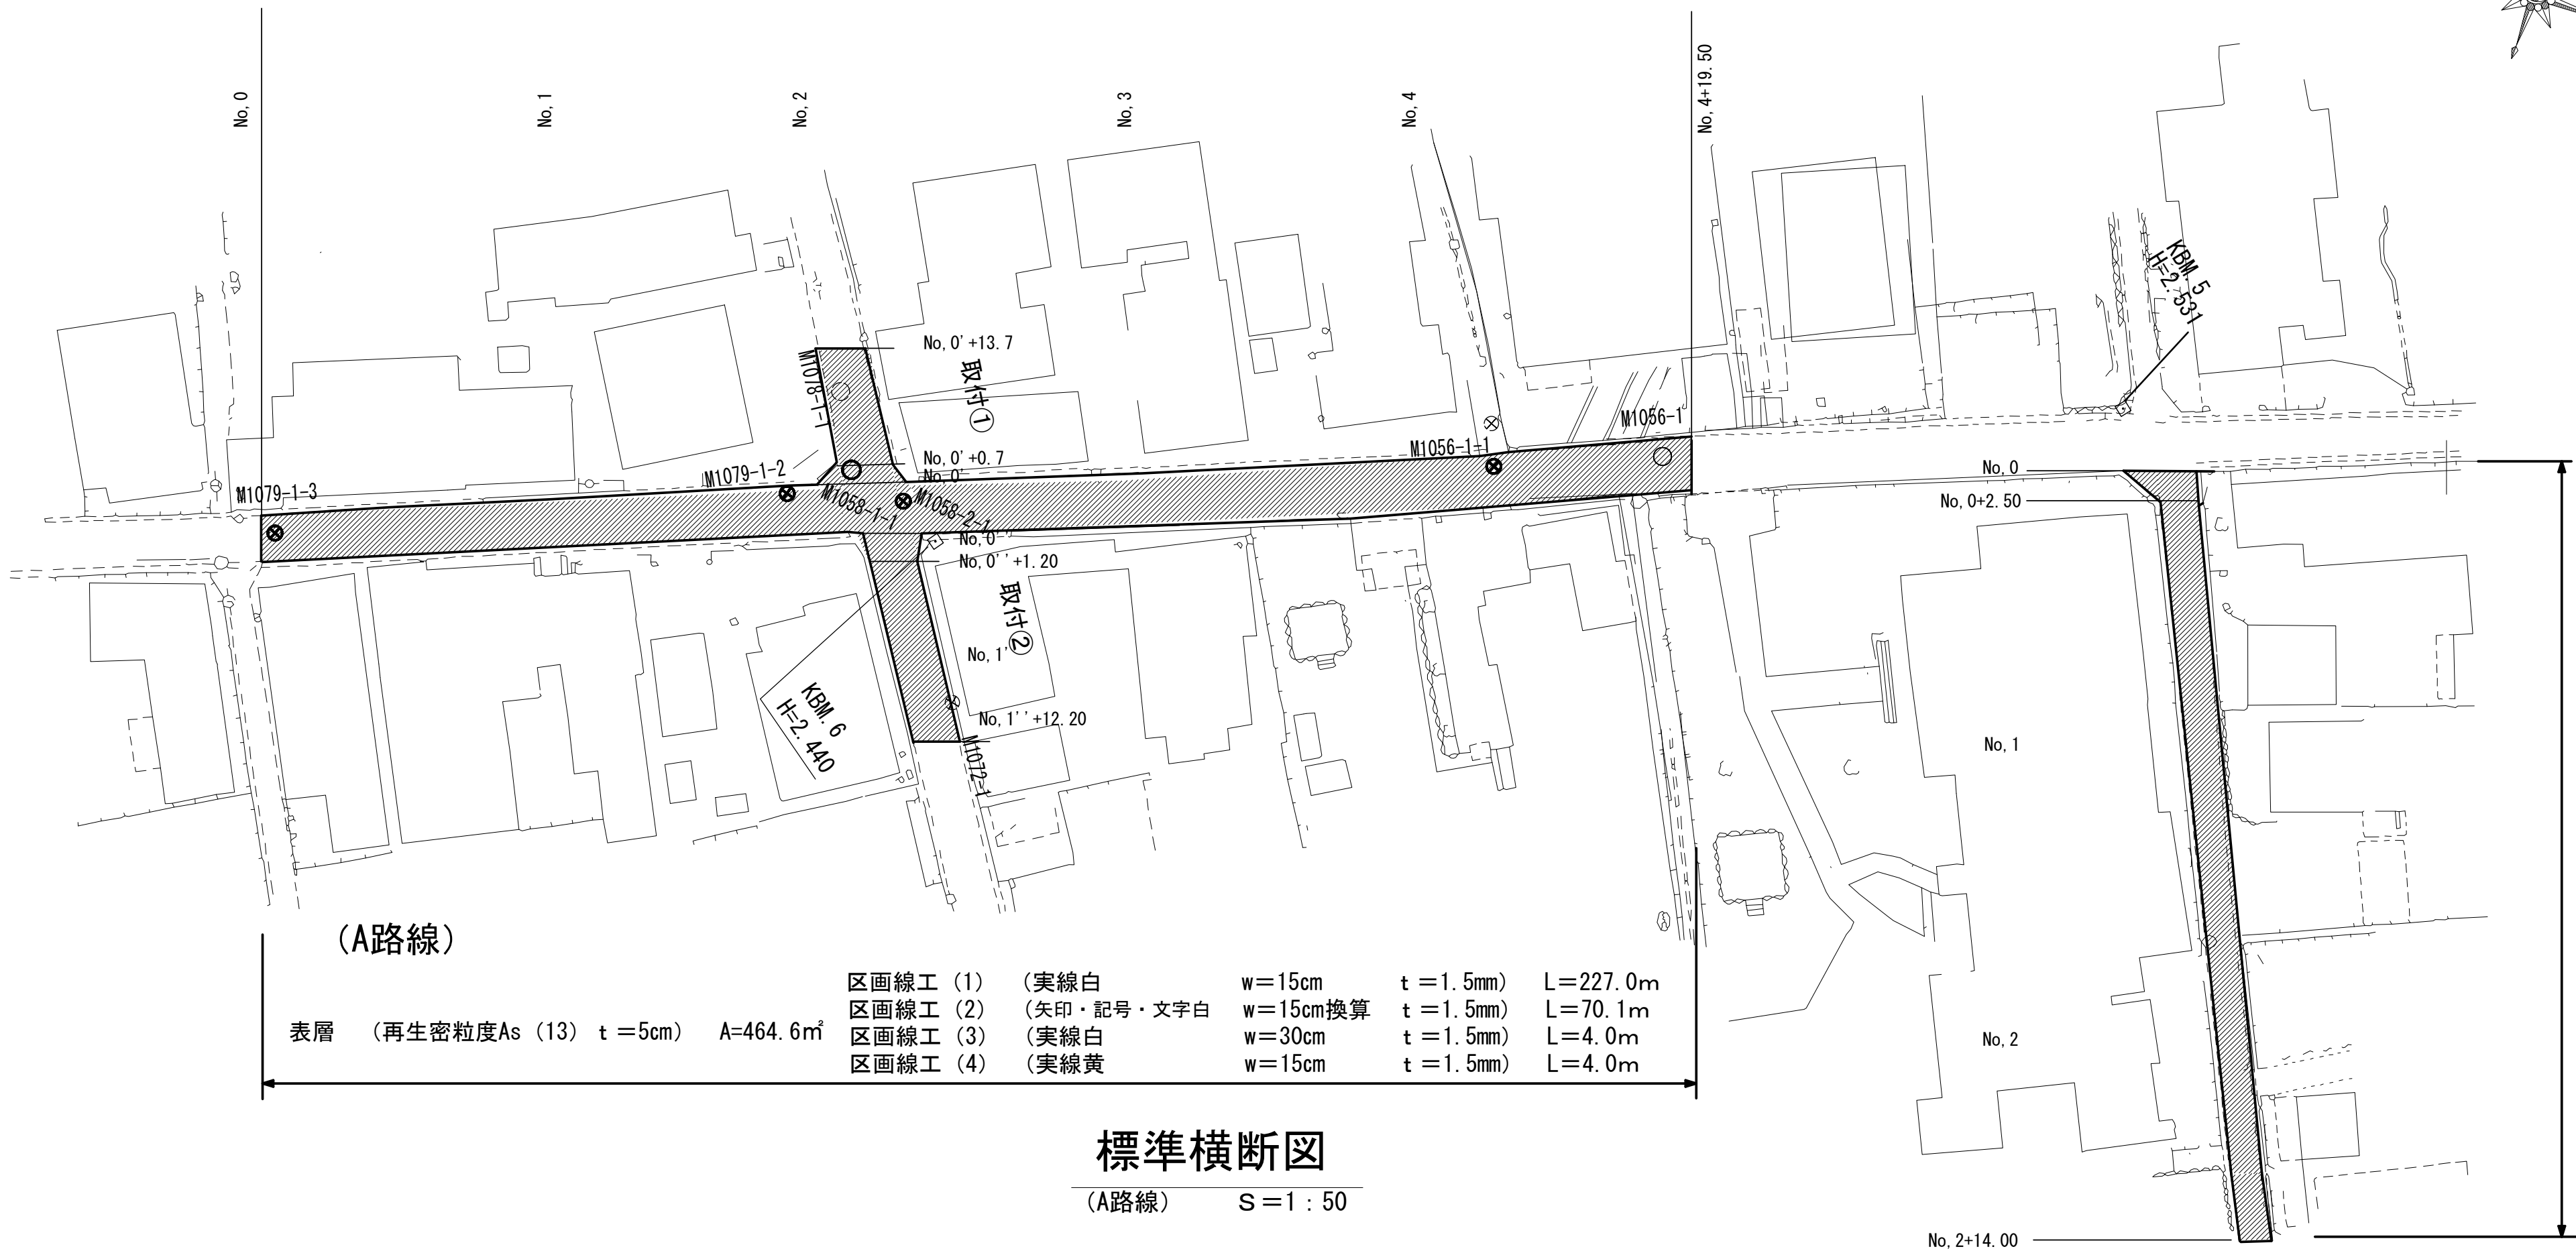 No,0
No,1
No,2
No,3
No,4
No,4+19.50
KBM.5
H=2.531
No,0'+13.7
M1078-1-1
取付①
No,0'+0.7
No,0'
M1079-1-3
M1079-1-2
M1058-1-1
M1058-2-1
M1056-1-1
M1056-1
No,0''
No,0''+1.20
取付②
No,1'
No,1''+12.20
M1072-1
KBM.6
H=2.440
No,0
No,0+2.50
No,1
No,2
No,2+14.00
(A路線)
表層 (再生密粒度As(13) t=5cm) A=464.6㎡
区画線工(1) (実線白 w=15cm t=1.5mm) L=227.0m
区画線工(2) (矢印・記号・文字白 w=15cm換算 t=1.5mm) L=70.1m
区画線工(3) (実線白 w=30cm t=1.5mm) L=4.0m
区画線工(4) (実線黄 w=15cm t=1.5mm) L=4.0m
標準横断図
(A路線) S=1:50